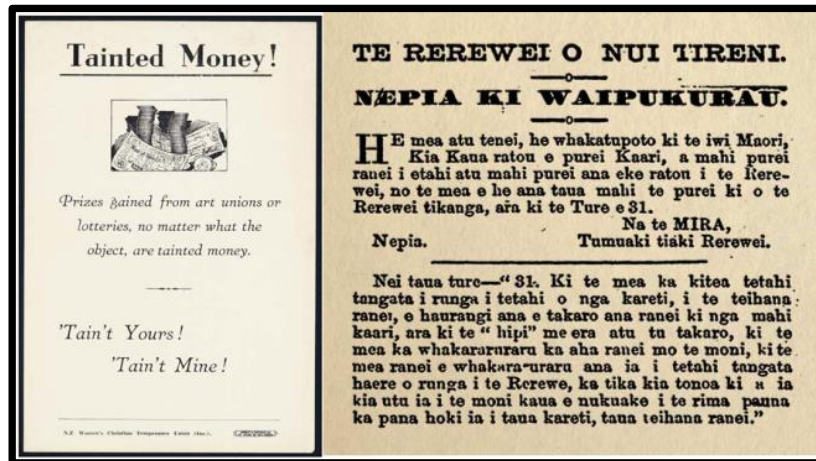 Tainted Money!
Prizes gained from art unions or
lotteries, no matter what the
object, are tainted money.
'Tain't Yours!
'Tain't Mine!
N.Z. Women's Christian Temperance Union (Inc.).
TE REREWEI O NUI TIRENI.
NEPIA KI WAIPUKURAU.
HE mea atu tenei, he whakatupoto ki te iwi Maori,
Kia Kaua ratou e purei Kaari, a mahi purei
ranei i etahi atu mahi purei ana eke ratou i te Rere-
wei, no te mea e he ana taua mahi te purei ki o te
Rerewei tikanga, ara ki te Ture e 31.
Na te MIRA,
Nepia. Tumuaki tiaki Rerewei.
Nei taua ture—“ 31. Ki te mea ka kitea tetahi
tangata i runga i tetahi o nga kareti, i te teihana
ranei, e haurangi ana e takaro ana ranei ki nga mahi
kaari, ara ki te “ hipi” me era atu tu takaro, ki te
mea ka whakararuraru ka aha ranei mo te moni, ki te
mea ranei e whakararuraru ana ia i tetahi tangata
haere o runga i te Rerewe, ka tika kia tonoa ki a ia
kia utu ia i te moni kaua e nukuake i te rima pauna
ka pana hoki ia i taua kareti, taua teihana ranei.”